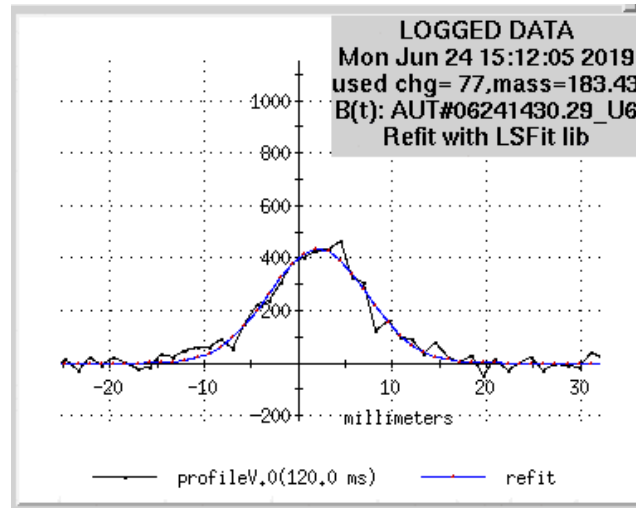 LOGGED DATA
Mon Jun 24 15:12:05 2019
used chg= 77,mass=183.43
B(t): AUT#06241430.29_U6
Refit with LSFit lib
1000
800
600
400
200
-20 -10 0 10 20 30
-200
millimeters
profileV.0(120.0 ms) refit